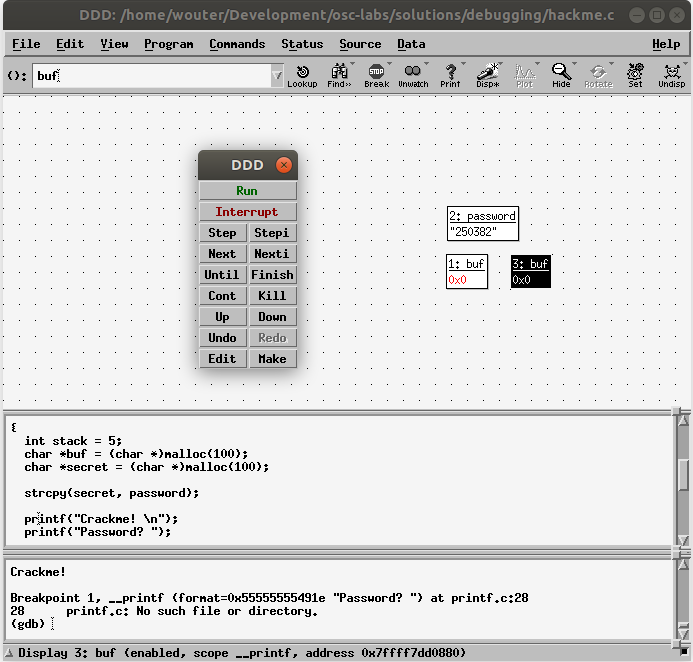 DDD: /home/wouter/Development/osc-labs/solutions/debugging/hackme.c
File Edit View Program Commands Status Source Data Help
(): buf Lookup Find>> Break Unwatch Print Disp* Plot Hide Rotate Set Undisp
DDD
Run
Interrupt
Step Stepi
Next Nexti
Until Finish
Cont Kill
Up Down
Undo Redo
Edit Make
2: password
"250382"
1: buf 3: buf
0x0 0x0
{
int stack = 5;
char *buf = (char *)malloc(100);
char *secret = (char *)malloc(100);
strcpy(secret, password);
printf("Crackme! \n");
printf("Password? ");
Crackme!
Breakpoint 1, __printf (format=0x55555555491e "Password? ") at printf.c:28
28 printf.c: No such file or directory.
(gdb)
Display 3: buf (enabled, scope __printf, address 0x7ffff7dd0880)